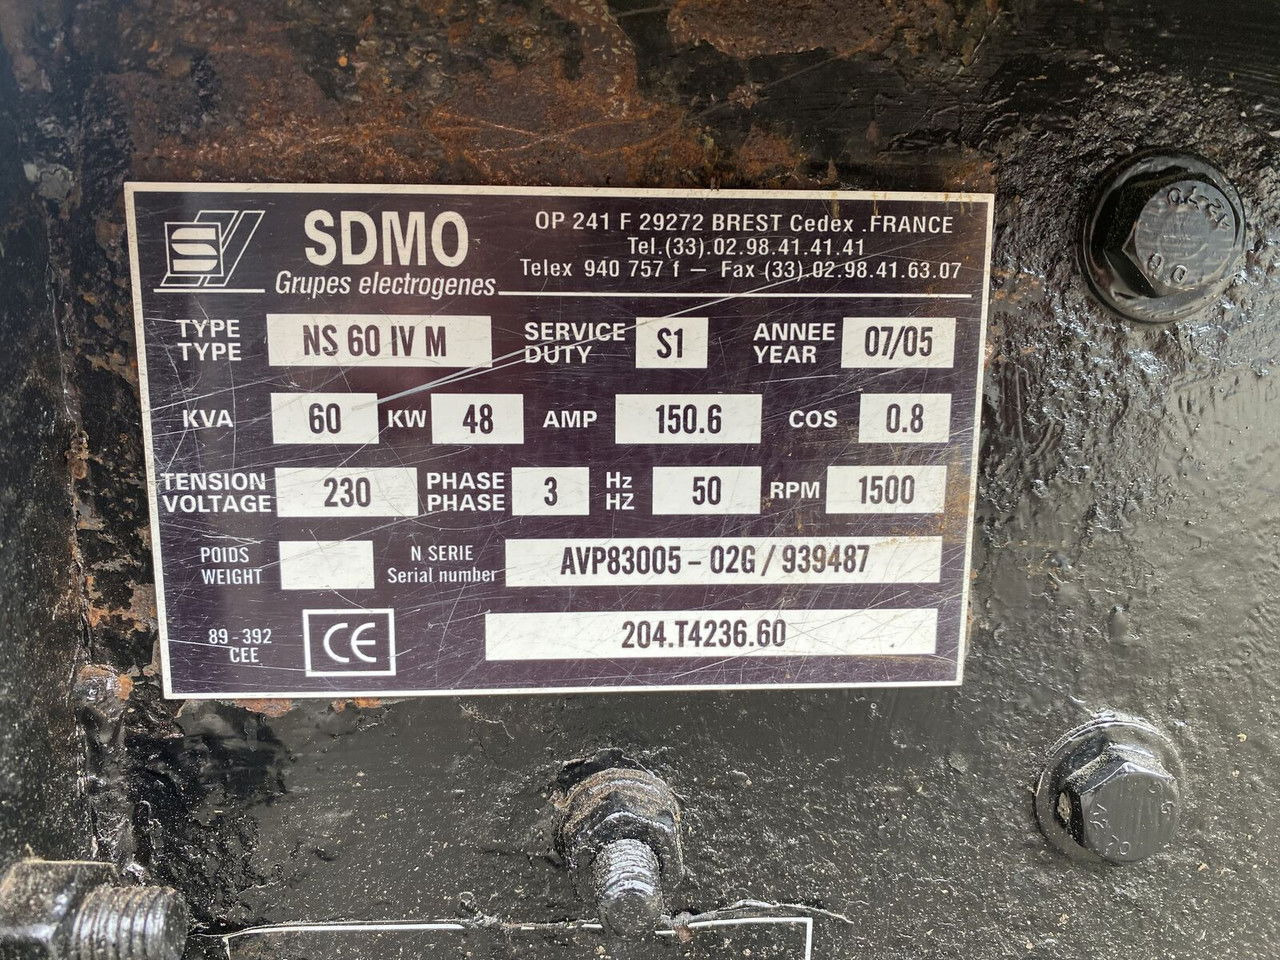 SDMO
Grupes electrogenes
OP 241 F 29272 BREST Cedex .FRANCE
Tel.(33).02.98.41.41.41
Telex 940 757 f – Fax (33).02.98.41.63.07
TYPE TYPE NS 60 IV M SERVICE DUTY S1 ANNEE YEAR 07/05
KVA 60 KW 48 AMP 150.6 COS 0.8
TENSION VOLTAGE 230 PHASE PHASE 3 Hz HZ 50 RPM 1500
POIDS WEIGHT N SERIE Serial number AVP83005 - 02G / 939487
89 - 392 CEE CE 204.T4236.60